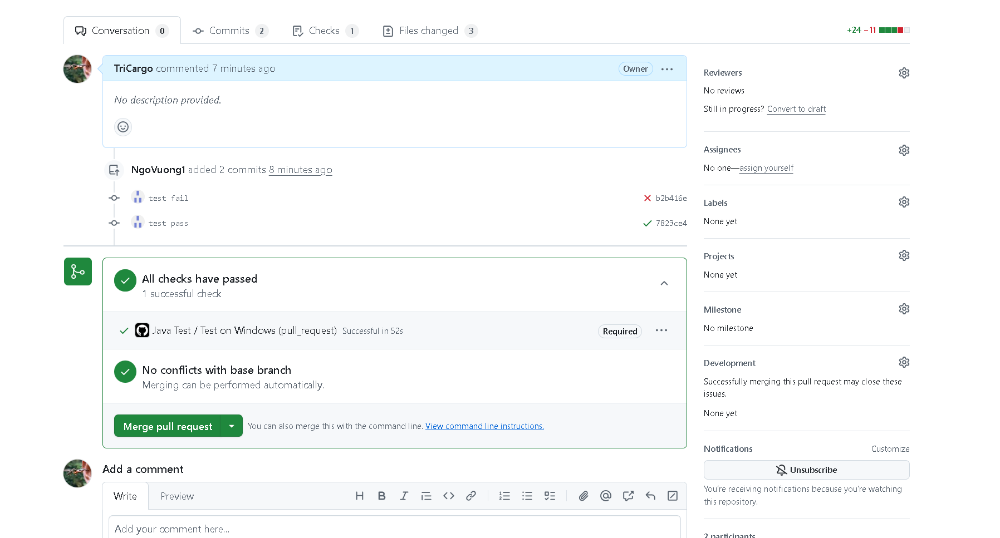 Conversation 0 Commits 2 Checks 1 Files changed 3 +24 −11
TriCargo commented 7 minutes ago Owner
No description provided.
NgoVuong1 added 2 commits 8 minutes ago
test fail b2b416e
test pass 7823ce4
All checks have passed
1 successful check
Java Test / Test on Windows (pull_request) Successful in 52s Required
No conflicts with base branch
Merging can be performed automatically.
Merge pull request You can also merge this with the command line. View command line instructions.
Add a comment
Write Preview
Add your comment here...
Reviewers
No reviews
Still in progress? Convert to draft
Assignees
No one—assign yourself
Labels
None yet
Projects
None yet
Milestone
No milestone
Development
Successfully merging this pull request may close these
issues.
None yet
Notifications Customize
Unsubscribe
You're receiving notifications because you're watching
this repository.
2 participants